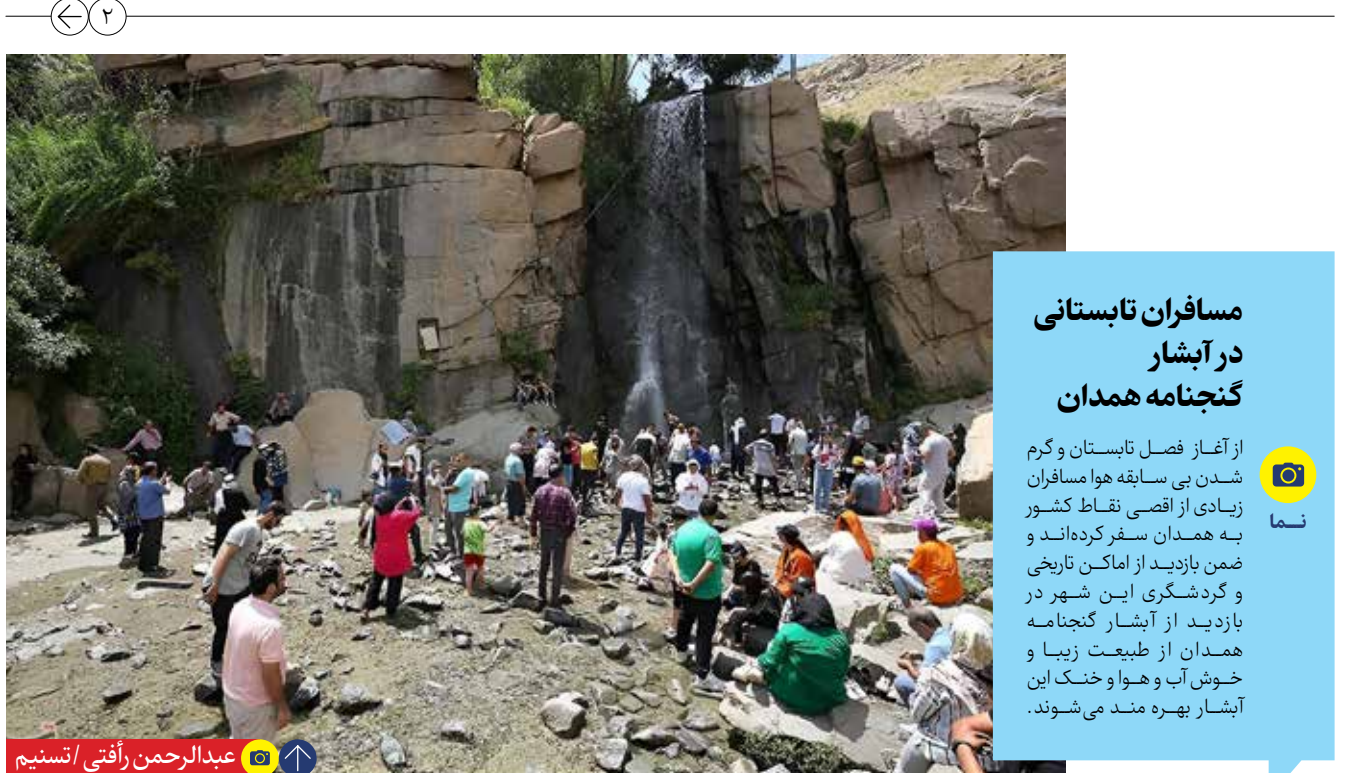 ۲
مسافران تابستانی
در آبشار
گنجنامه همدان
از آغاز فصل تابستان و گرم
شدن بی سابقه هوا مسافران
زیادی از اقصی نقاط کشور
به همدان سفر کرده‌اند و
ضمن بازدید از اماکن تاریخی
و گردشگری این شهر در
بازدید از آبشار گنجنامه
همدان از طبیعت زیبا و
خوش آب و هوا و خنک این
آبشار بهره مند می‌شوند.
نما
عبدالرحمن رأفتی / تسنیم